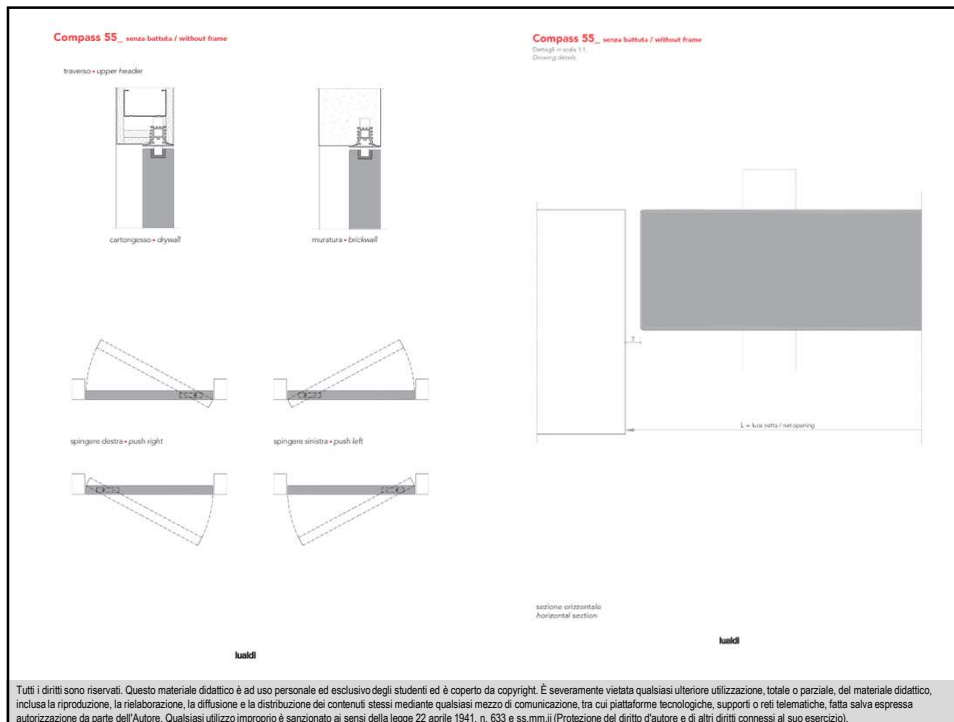 Compass 55_ senza battuta / without frame
traverso • upper header
cartongesso • drywall
muratura • brickwall
spingere destra • push right
spingere sinistra • push left
lualdi
Compass 55_ senza battuta / without frame
Dettagli in scala 1:1.
Drawing details.
7
L = luce netta / net opening
sezione orizzontale
horizontal section
lualdi
Tutti i diritti sono riservati. Questo materiale didattico è ad uso personale ed esclusivo degli studenti ed è coperto da copyright. È severamente vietata qualsiasi ulteriore utilizzazione, totale o parziale, del materiale didattico,
inclusa la riproduzione, la rielaborazione, la diffusione e la distribuzione dei contenuti stessi mediante qualsiasi mezzo di comunicazione, tra cui piattaforme tecnologiche, supporti o reti telematiche, fatta salva espressa
autorizzazione da parte dell'Autore. Qualsiasi utilizzo improprio è sanzionato ai sensi della legge 22 aprile 1941, n. 633 e ss.mm.ii (Protezione del diritto d'autore e di altri diritti connessi al suo esercizio).